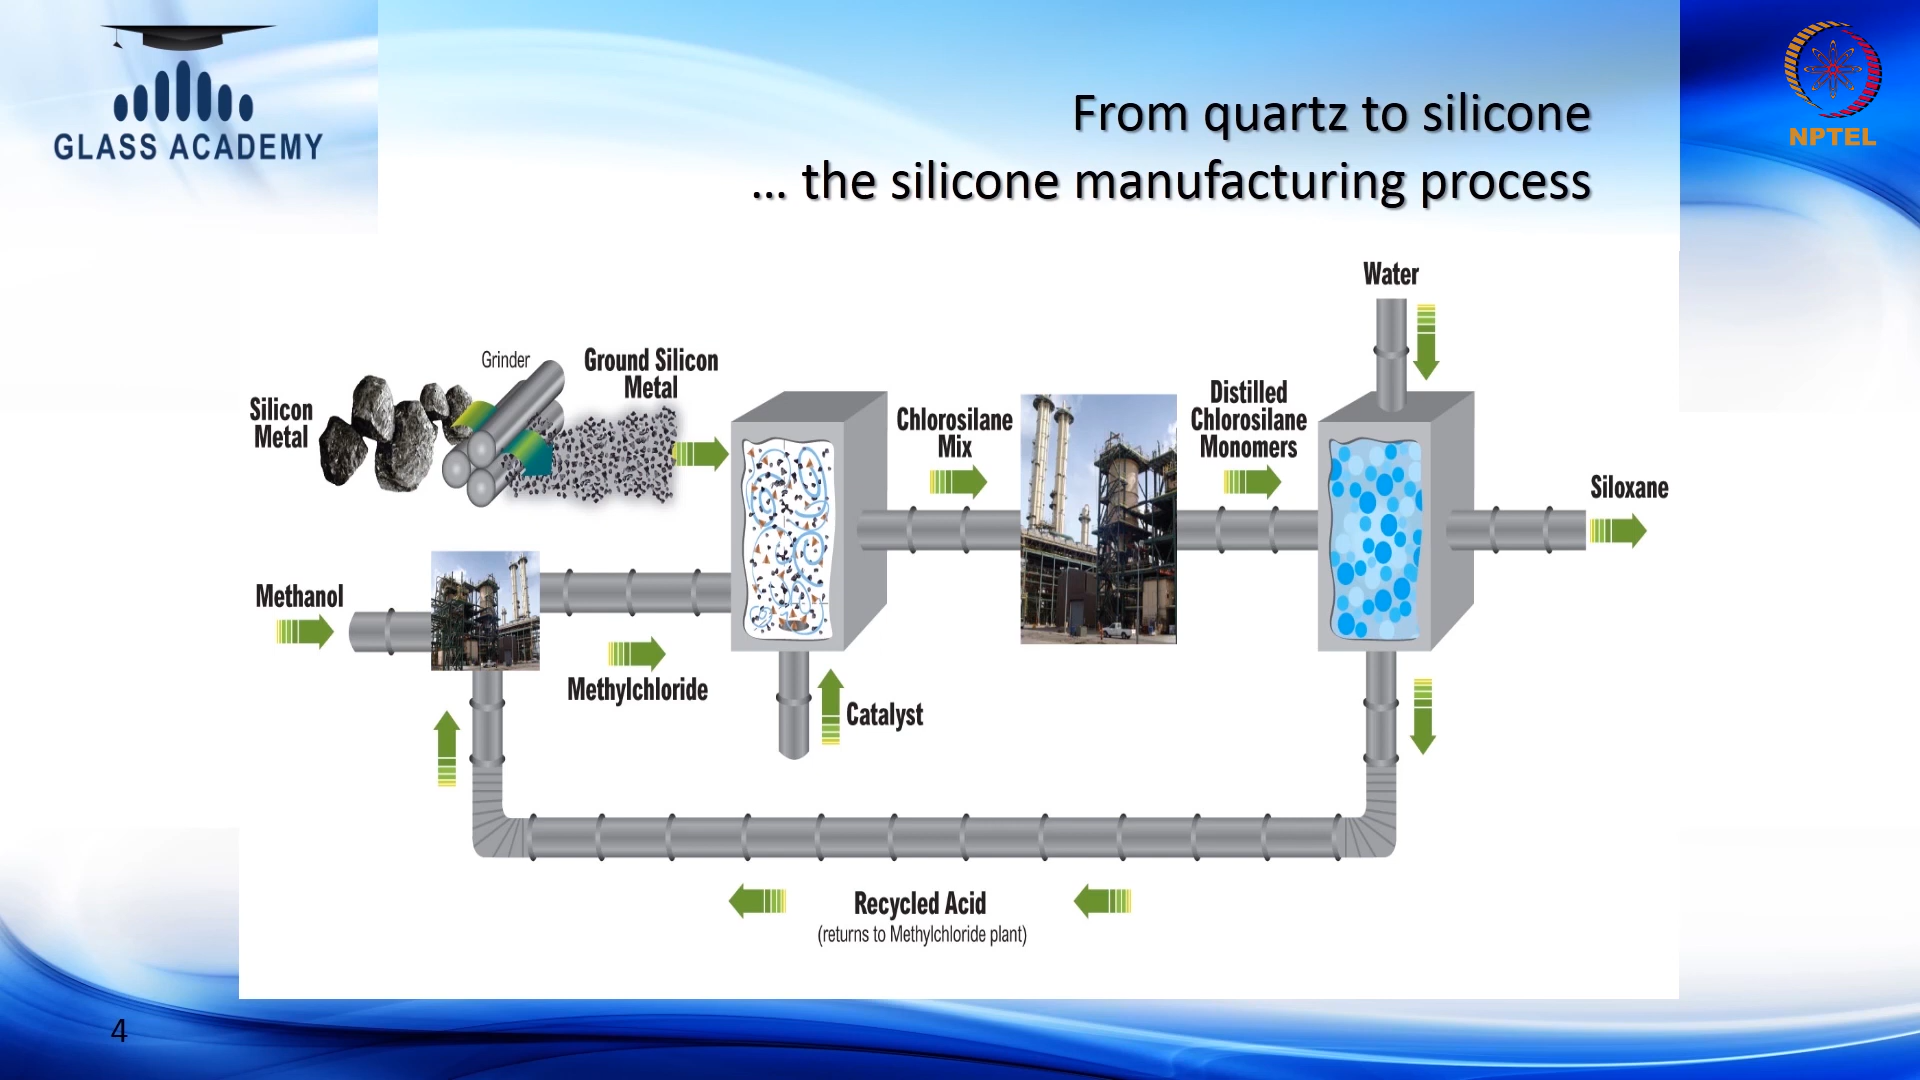 GLASS ACADEMY
NPTEL
From quartz to silicone
... the silicone manufacturing process
Water
Grinder
Ground Silicon
Metal
Silicon
Metal
Chlorosilane
Mix
Distilled
Chlorosilane
Monomers
Siloxane
Methanol
Methylchloride
Catalyst
Recycled Acid
(returns to Methylchloride plant)
4